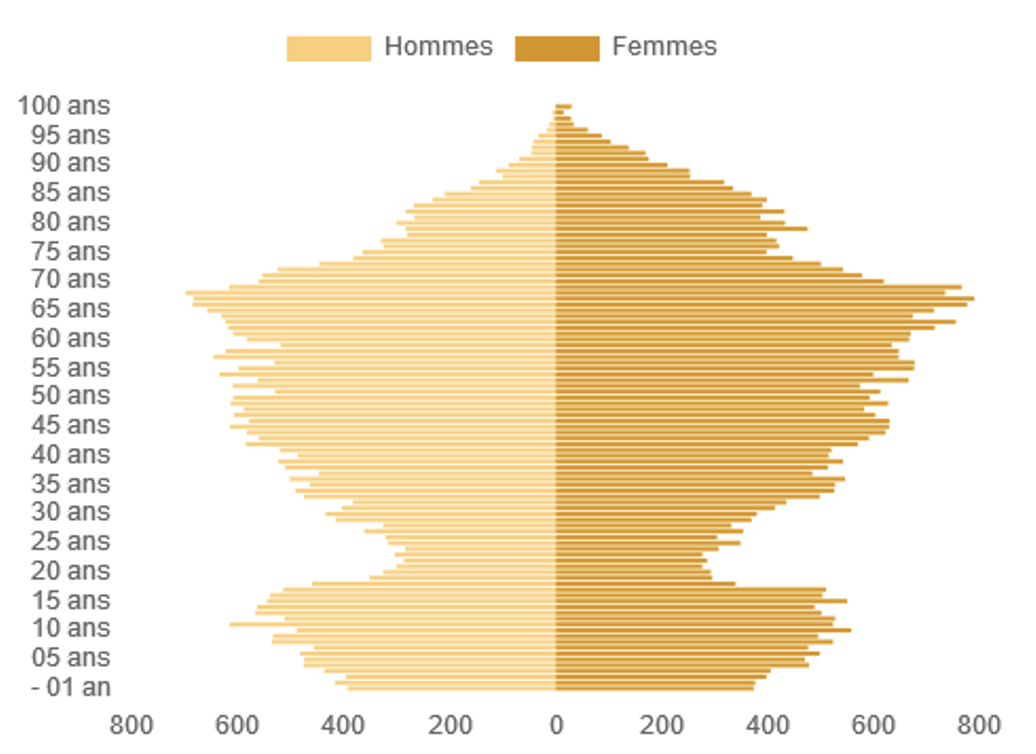 Hommes Femmes
100 ans
95 ans
90 ans
85 ans
80 ans
75 ans
70 ans
65 ans
60 ans
55 ans
50 ans
45 ans
40 ans
35 ans
30 ans
25 ans
20 ans
15 ans
10 ans
05 ans
- 01 an
800 600 400 200 0 200 400 600 800